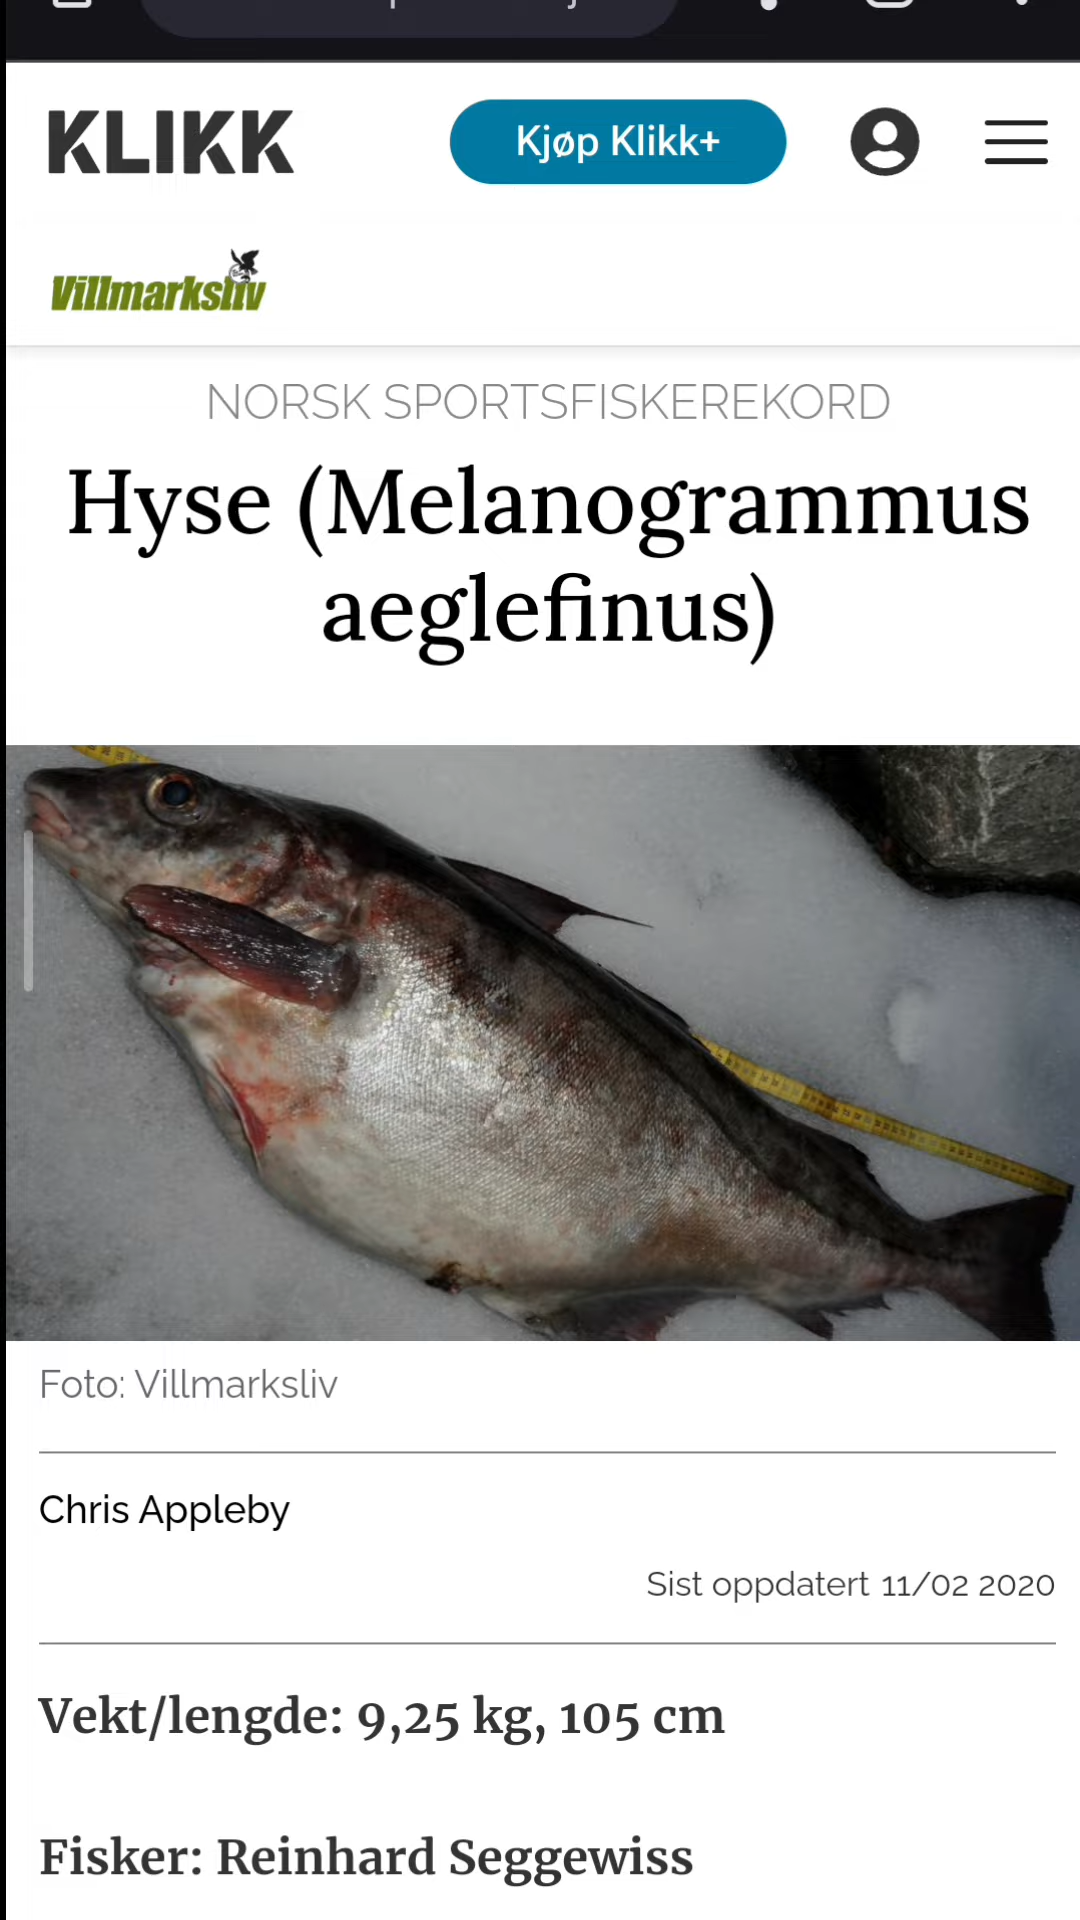 KLIKK
Kjøp Klikk+
Villmarksliv
NORSK SPORTSFISKEREKORD
Hyse (Melanogrammus
aeglefinus)
Foto: Villmarksliv
Chris Appleby
Sist oppdatert 11/02 2020
Vekt/lengde: 9,25 kg, 105 cm
Fisker: Reinhard Seggewiss